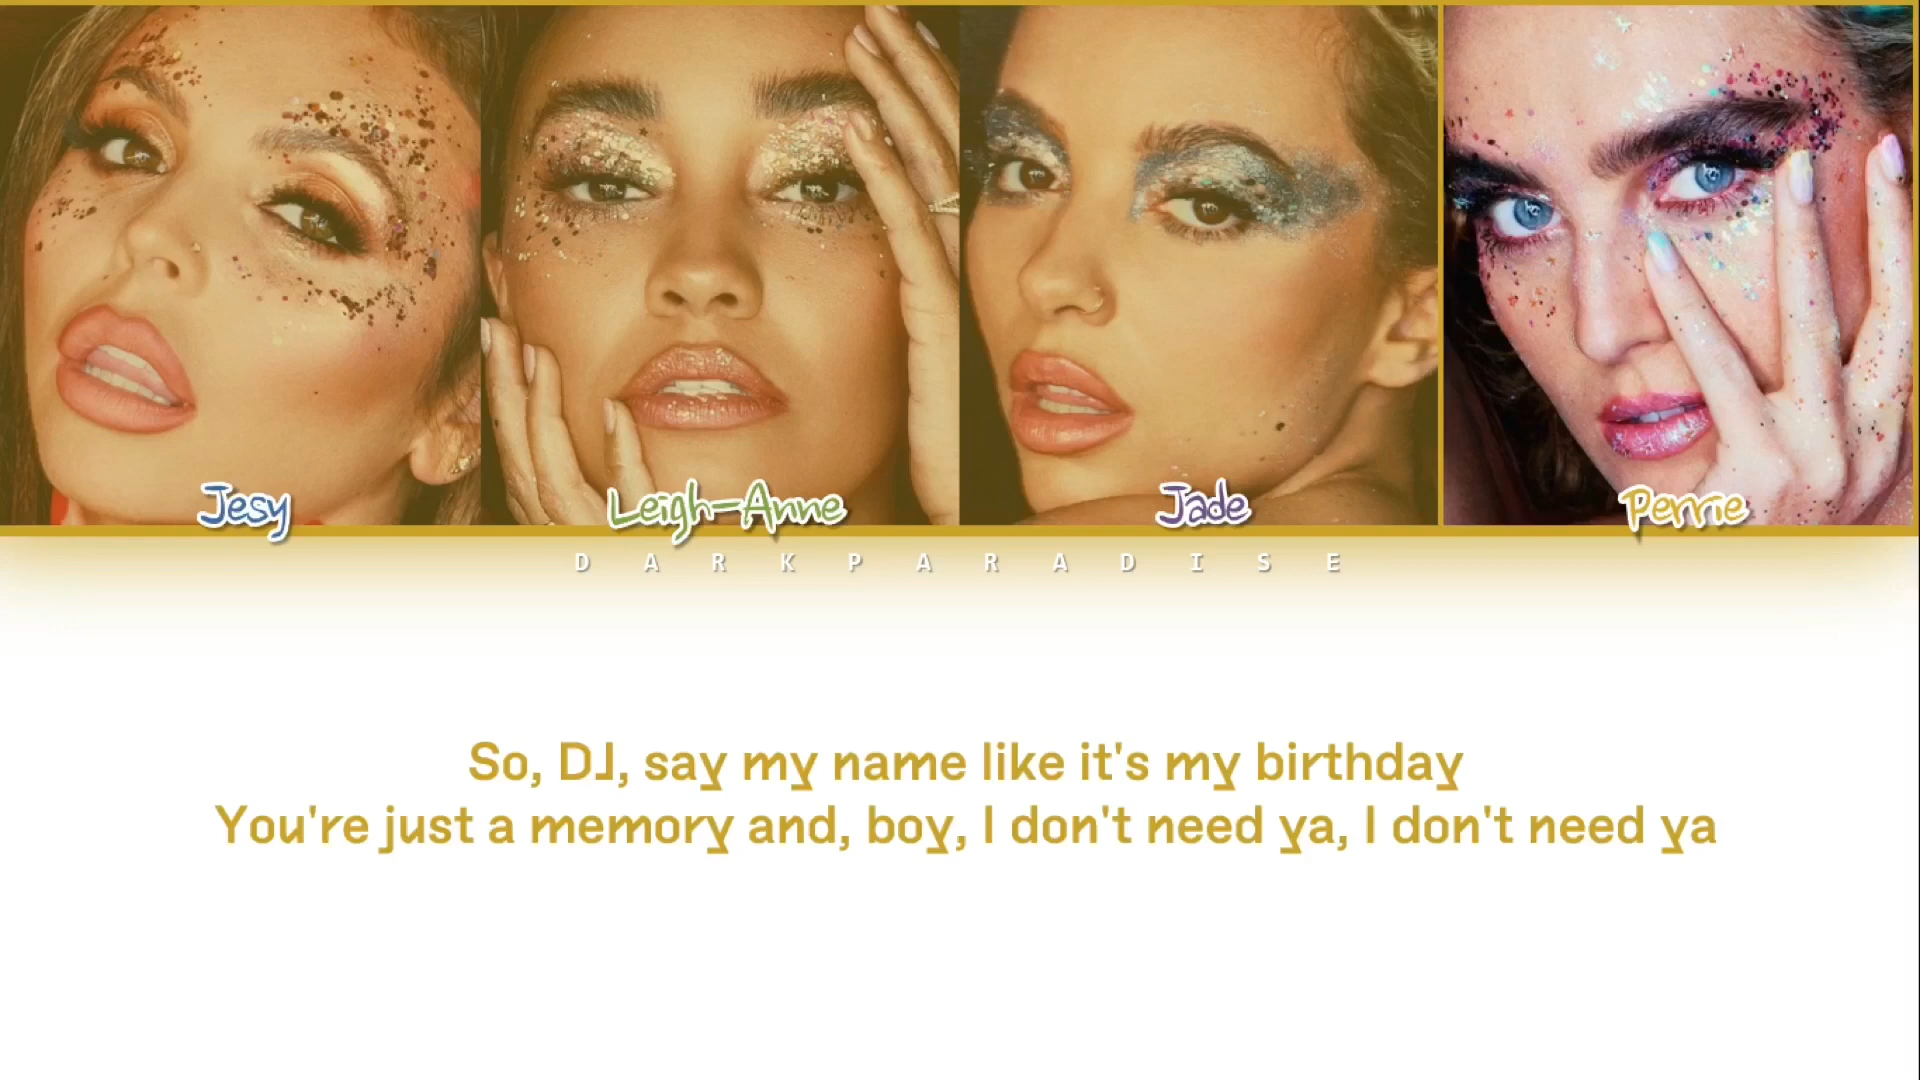 Jesy
Leigh-Anne
Jade
Perrie
DARKPARADISE
So, DJ, say my name like it's my birthday
You're just a memory and, boy, I don't need ya, I don't need ya